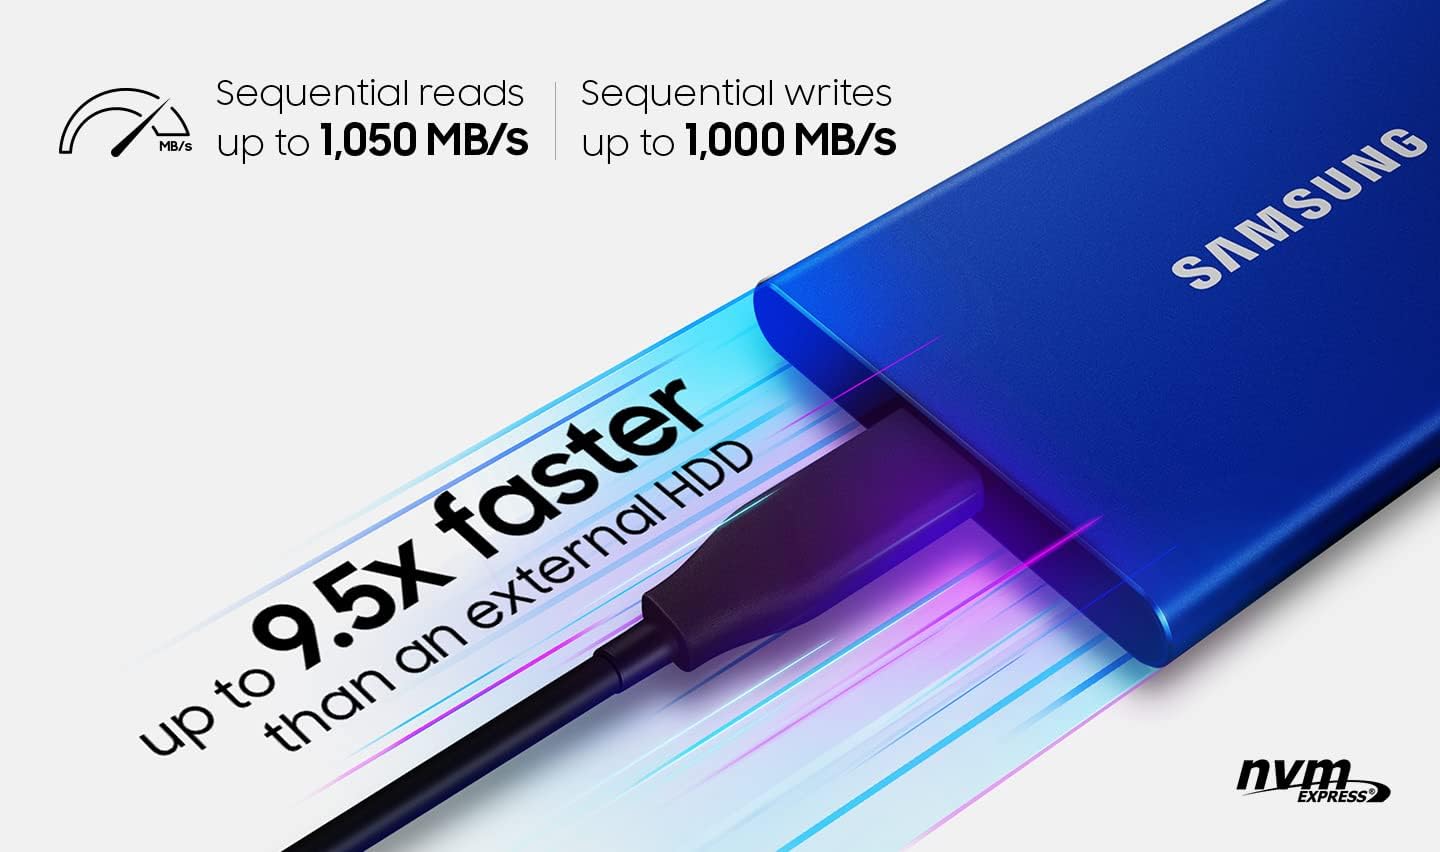 Sequential reads
up to 1,050 MB/s
Sequential writes
up to 1,000 MB/s
MB/s
SAMSUNG
up to 9.5x faster
than an external HDD
nvm
EXPRESS®